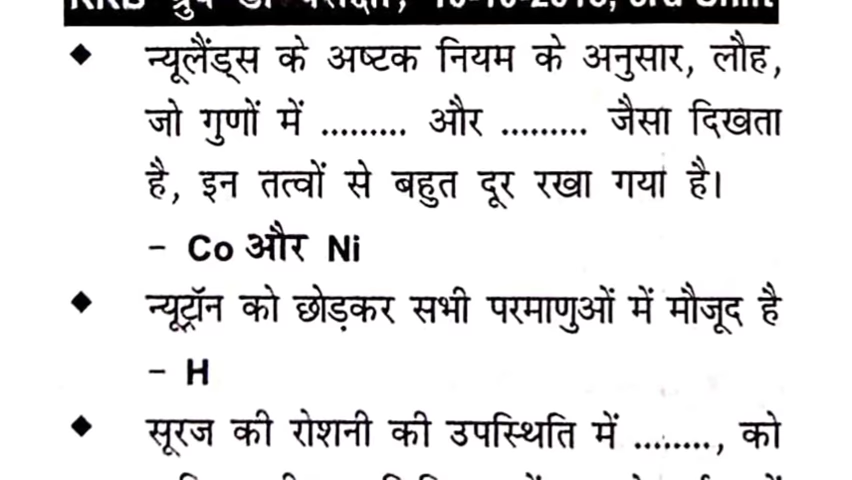 न्यूलैंड्स के अष्टक नियम के अनुसार, लौह,
जो गुणों में ......... और ......... जैसा दिखता
है, इन तत्वों से बहुत दूर रखा गया है।
– Co और Ni
न्यूट्रॉन को छोड़कर सभी परमाणुओं में मौजूद है
– H
सूरज की रोशनी की उपस्थिति में ........, को